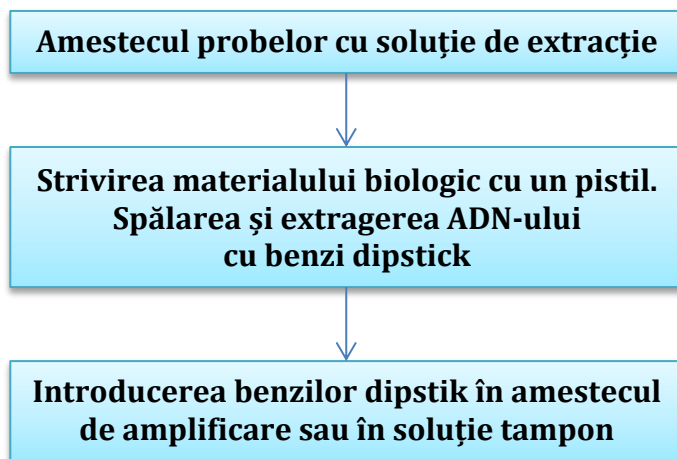 Amestecul probelor cu soluție de extracție
Strivirea materialului biologic cu un pistil.
Spălarea și extragerea ADN-ului
cu benzi dipstick
Introducerea benzilor dipstik în amestecul
de amplificare sau în soluție tampon